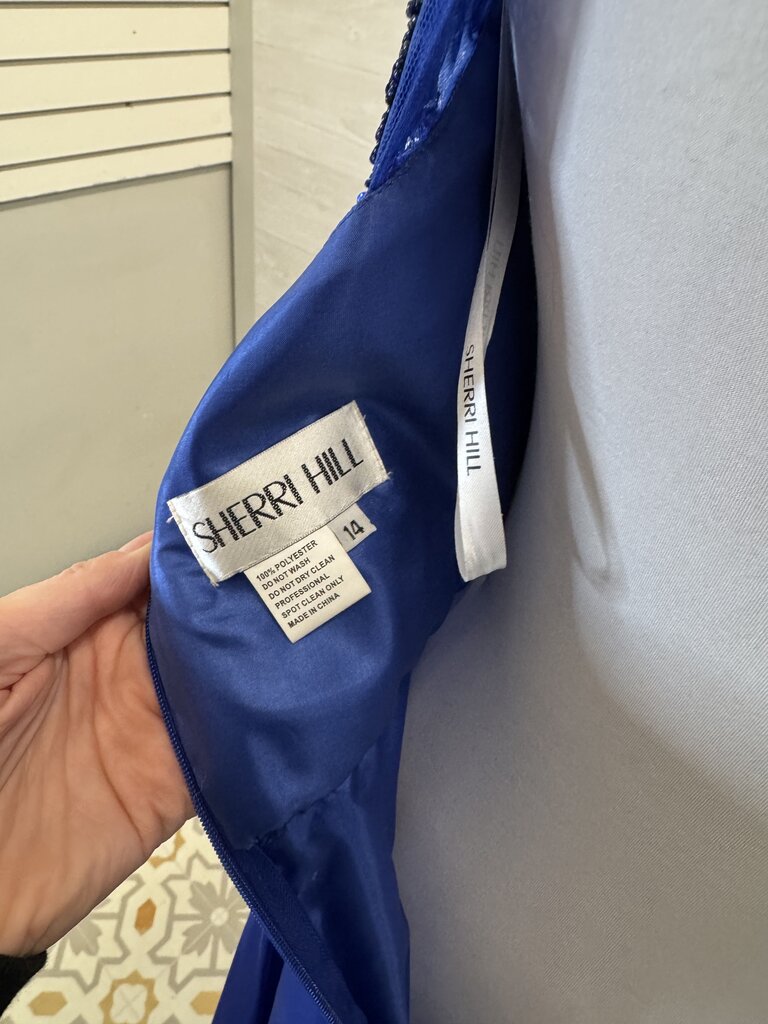 SHERRI HILL
14
100% POLYESTER
DO NOT WASH
DO NOT DRY CLEAN
PROFESSIONAL
SPOT CLEAN ONLY
MADE IN CHINA
SHERRI HILL